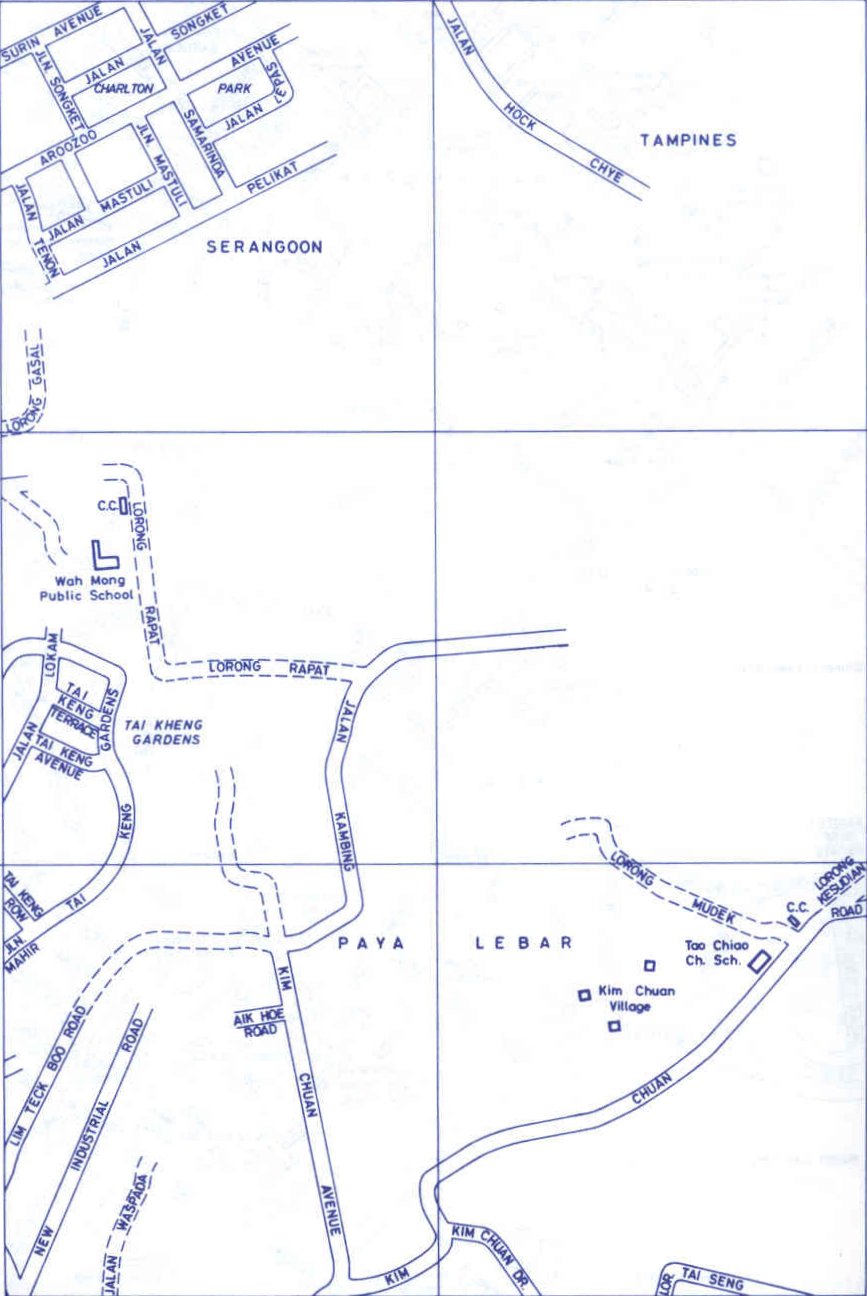 SURIN AVENUE
JALAN SONGKET
JLN. SONGKET
JALAN
AVENUE
CHARLTON PARK
JALAN
LEPAS
AROOZOO
JLN. MASTULI
SAMARINDA
JALAN MASTULI
JALAN TENON
JALAN PELIKAT
SERANGOON
JALAN HOCK CHYE
TAMPINES
LORONG GASAL
C.C.
LORONG RAPAT
Wah Mong
Public School
LORONG RAPAT
JALAN LOKAM
TAI
KENG
TERRACE
TAI KENG
AVENUE
TAI KENG GARDENS
TAI KHENG
GARDENS
JALAN KAMBING
TAI KENG
ROW
JLN.
MAHIR
LORONG MUDEK
LORONG
KESUDIAN
C.C.
ROAD
PAYA LEBAR
Tao Chiao
Ch. Sch.
Kim Chuan
Village
AIK HOE
ROAD
LIM TECK BOO ROAD
NEW INDUSTRIAL ROAD
KIM CHUAN AVENUE
JALAN WASPADA
KIM CHUAN
KIM CHUAN DR.
LOR. TAI SENG